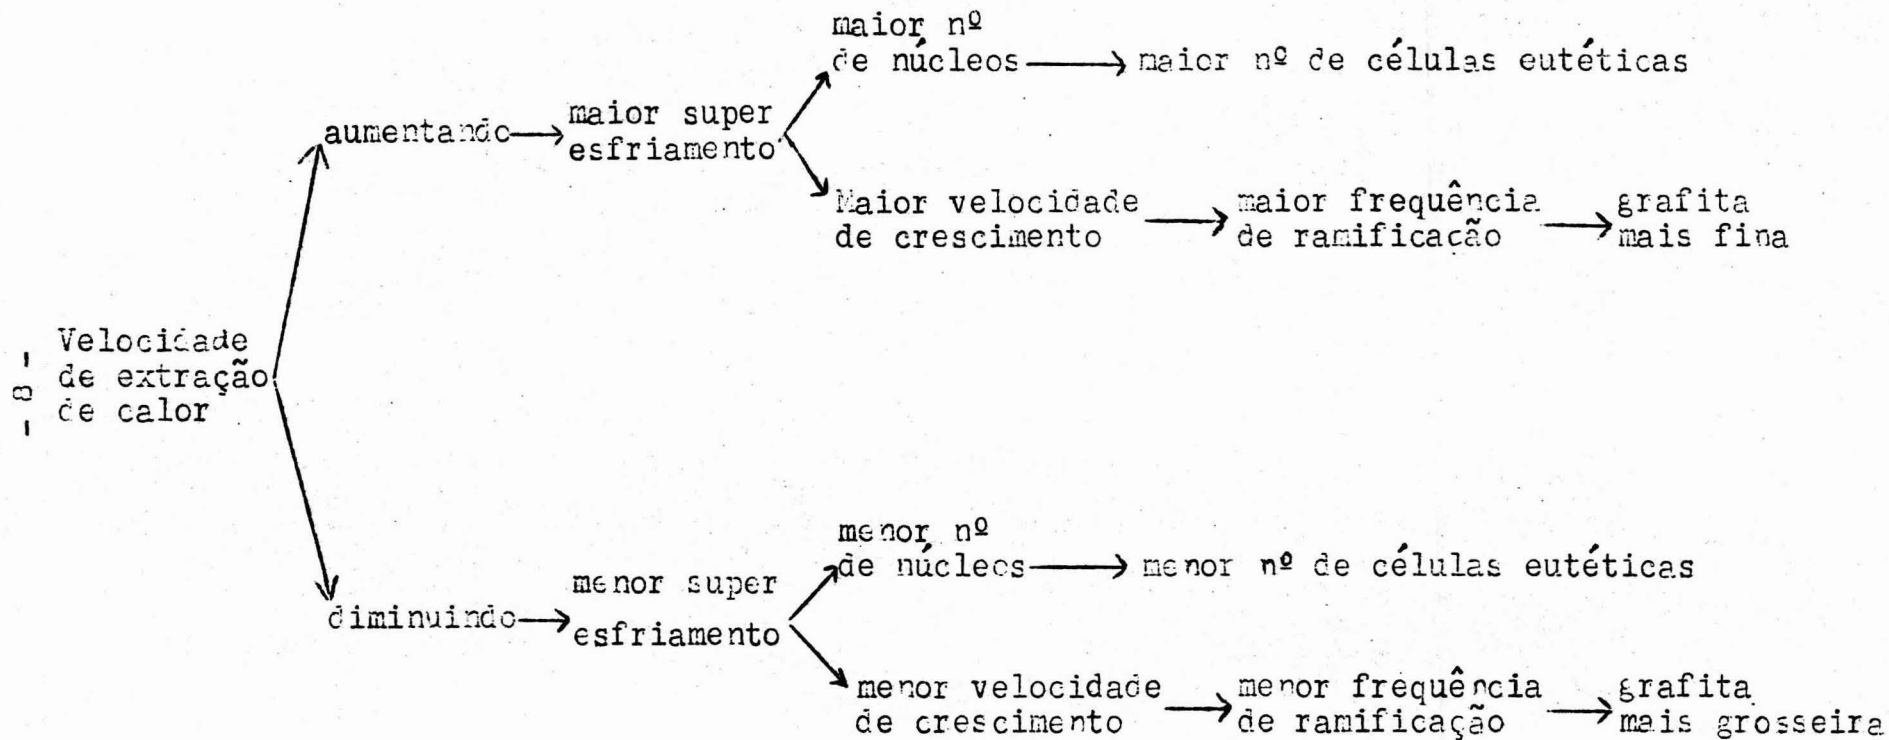 maior nº
de núcleos → maior nº de células eutéticas
aumentando → maior super
esfriamento
Maior velocidade
de crescimento → maior frequência
de ramificação → grafita
mais fina
Velocidade
de extração
de calor
- 8 -
menor nº
de núcleos → menor nº de células eutéticas
diminuindo → menor super
esfriamento
menor velocidade
de crescimento → menor frequência
de ramificação → grafita
mais grosseira